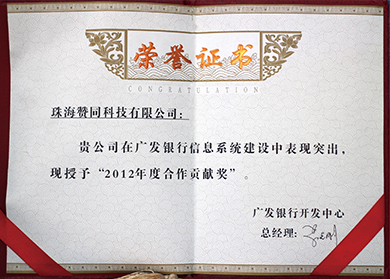 荣誉证书
CONGRATULATION
珠海赞同科技有限公司：
贵公司在广发银行信息系统建设中表现突出，
现授予“2012年度合作贡献奖”。
广发银行开发中心
总经理：